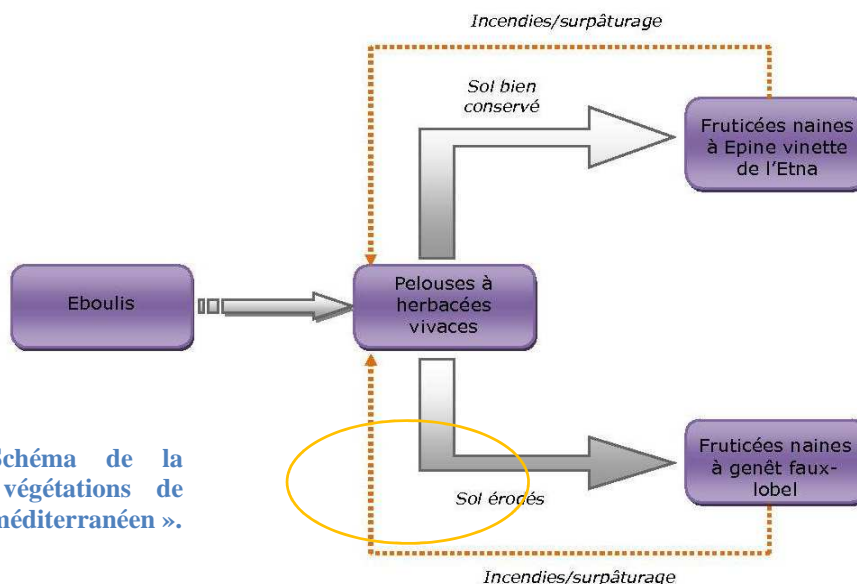 Incendies/surpâturage
Sol bien
conservé
Fruticées naines
à Epine vinette
de l'Etna
Eboulis
Pelouses à
herbacées
vivaces
chéma de la
végétations de
méditerranéen ».
Fruticées naines
à genêt faux-
lobel
Sol érodés
Incendies/surpâturage